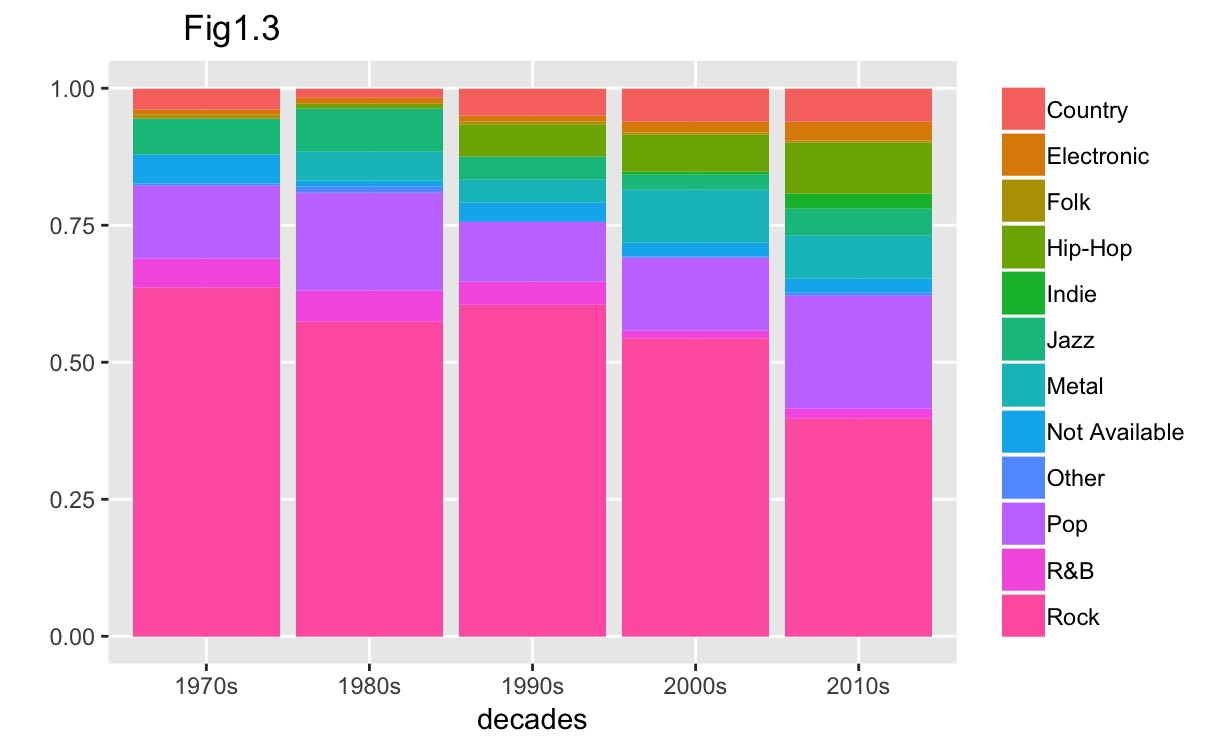 Fig1.3
1.00
0.75
0.50
0.25
0.00
1970s 1980s 1990s 2000s 2010s
decades
Country
Electronic
Folk
Hip-Hop
Indie
Jazz
Metal
Not Available
Other
Pop
R&B
Rock